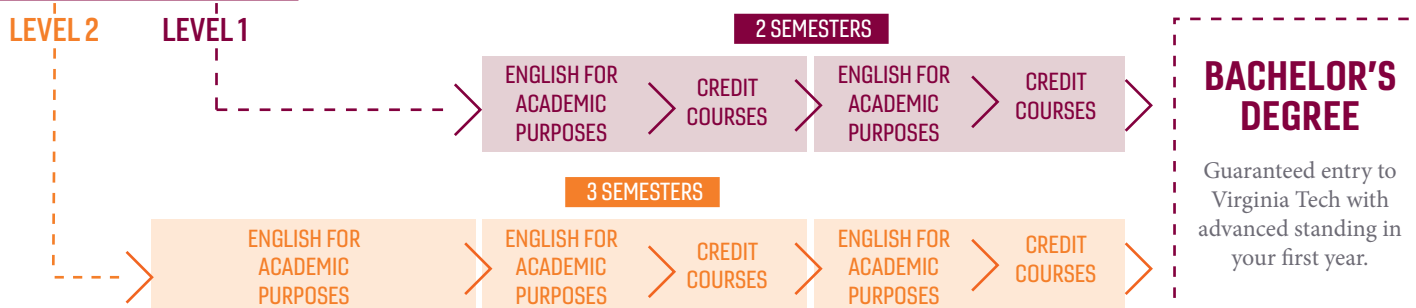 LEVEL 2
LEVEL 1
2 SEMESTERS
ENGLISH FOR
ACADEMIC
PURPOSES
CREDIT
COURSES
ENGLISH FOR
ACADEMIC
PURPOSES
CREDIT
COURSES
3 SEMESTERS
ENGLISH FOR
ACADEMIC
PURPOSES
ENGLISH FOR
ACADEMIC
PURPOSES
CREDIT
COURSES
ENGLISH FOR
ACADEMIC
PURPOSES
CREDIT
COURSES
BACHELOR'S
DEGREE
Guaranteed entry to
Virginia Tech with
advanced standing in
your first year.